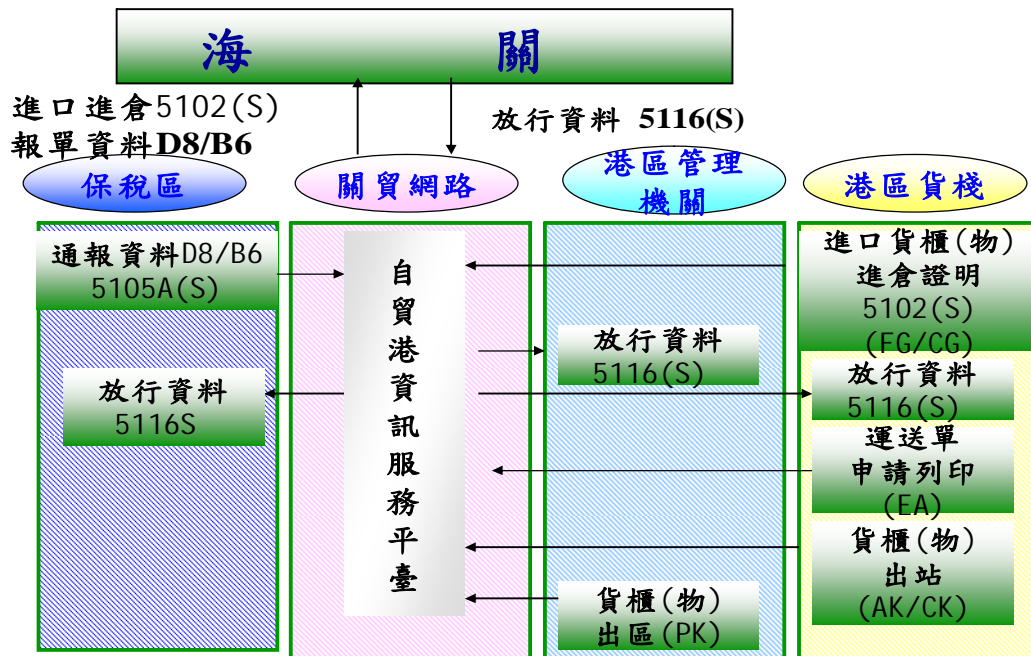 海 關
進口進倉5102(S)
報單資料D8/B6
放行資料 5116(S)
保稅區
關貿網路
港區管理
機關
港區貨棧
通報資料D8/B6
5105A(S)
放行資料
5116S
自
貿
港
資
訊
服
務
平
臺
放行資料
5116(S)
貨櫃(物)
出區(PK)
進口貨櫃(物)
進倉證明
5102(S)
(FG/CG)
放行資料
5116(S)
運送單
申請列印
(EA)
貨櫃(物)
出站
(AK/CK)